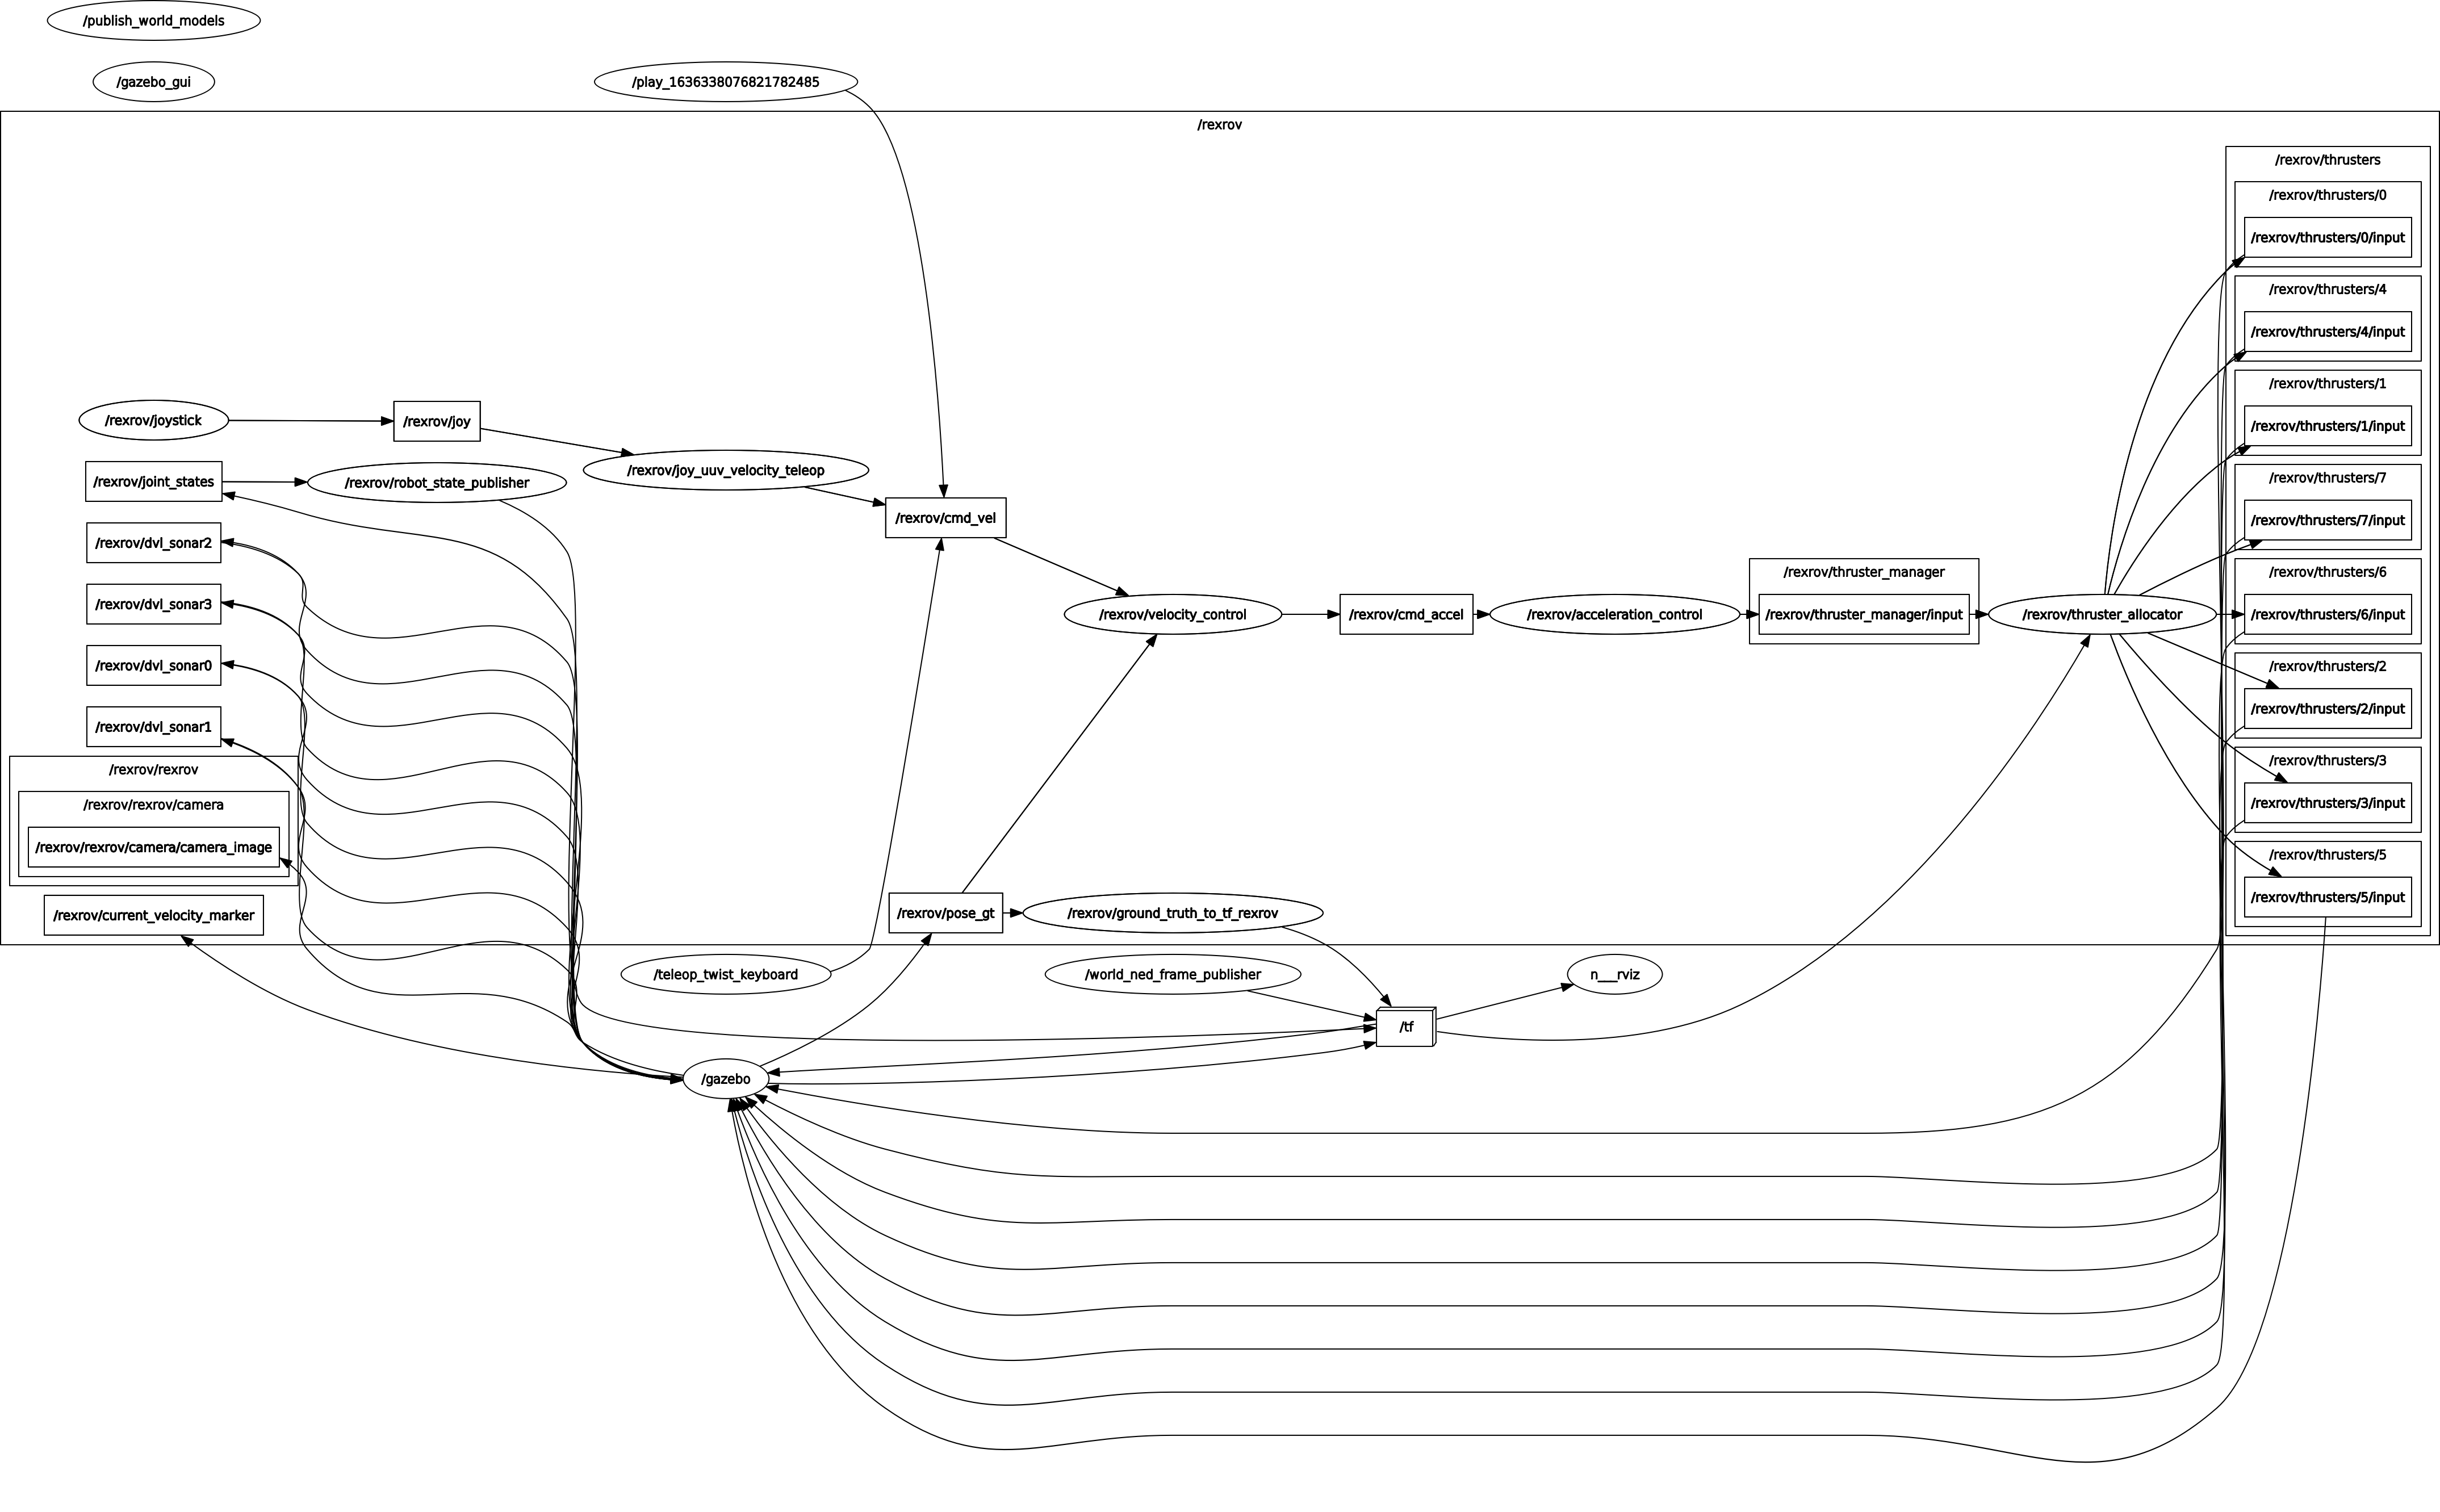 /publish_world_models
/gazebo_gui
/play_1636338076821782485
/rexrov
/rexrov/thrusters
/rexrov/thrusters/0
/rexrov/thrusters/0/input
/rexrov/thrusters/4
/rexrov/thrusters/4/input
/rexrov/thrusters/1
/rexrov/thrusters/1/input
/rexrov/thrusters/7
/rexrov/thrusters/7/input
/rexrov/thrusters/6
/rexrov/thrusters/6/input
/rexrov/thrusters/2
/rexrov/thrusters/2/input
/rexrov/thrusters/3
/rexrov/thrusters/3/input
/rexrov/thrusters/5
/rexrov/thrusters/5/input
/rexrov/joystick
/rexrov/joy
/rexrov/joy_uuv_velocity_teleop
/rexrov/joint_states
/rexrov/robot_state_publisher
/rexrov/cmd_vel
/rexrov/dvl_sonar2
/rexrov/dvl_sonar3
/rexrov/dvl_sonar0
/rexrov/dvl_sonar1
/rexrov/velocity_control
/rexrov/cmd_accel
/rexrov/acceleration_control
/rexrov/thruster_manager
/rexrov/thruster_manager/input
/rexrov/thruster_allocator
/rexrov/rexrov
/rexrov/rexrov/camera
/rexrov/rexrov/camera/camera_image
/rexrov/current_velocity_marker
/rexrov/pose_gt
/rexrov/ground_truth_to_tf_rexrov
/teleop_twist_keyboard
/world_ned_frame_publisher
n__rviz
/tf
/gazebo